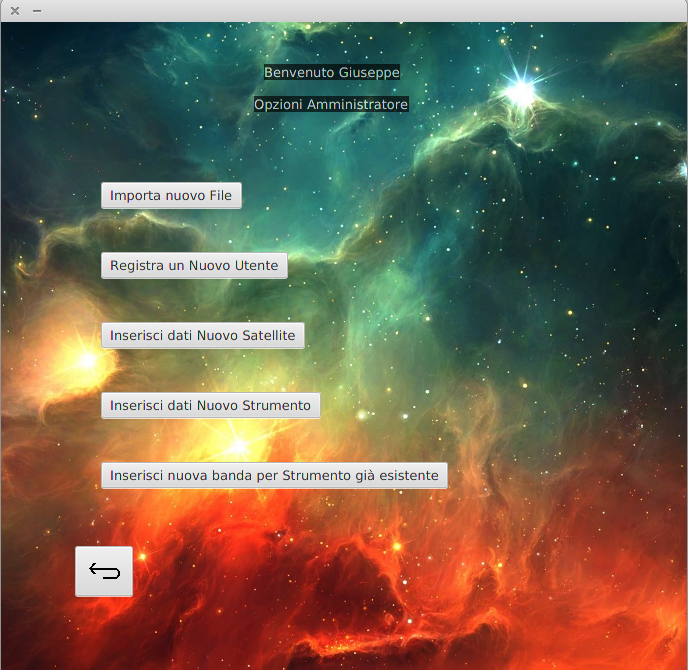 Benvenuto Giuseppe
Opzioni Amministratore
Importa nuovo File
Registra un Nuovo Utente
Inserisci dati Nuovo Satellite
Inserisci dati Nuovo Strumento
Inserisci nuova banda per Strumento già esistente